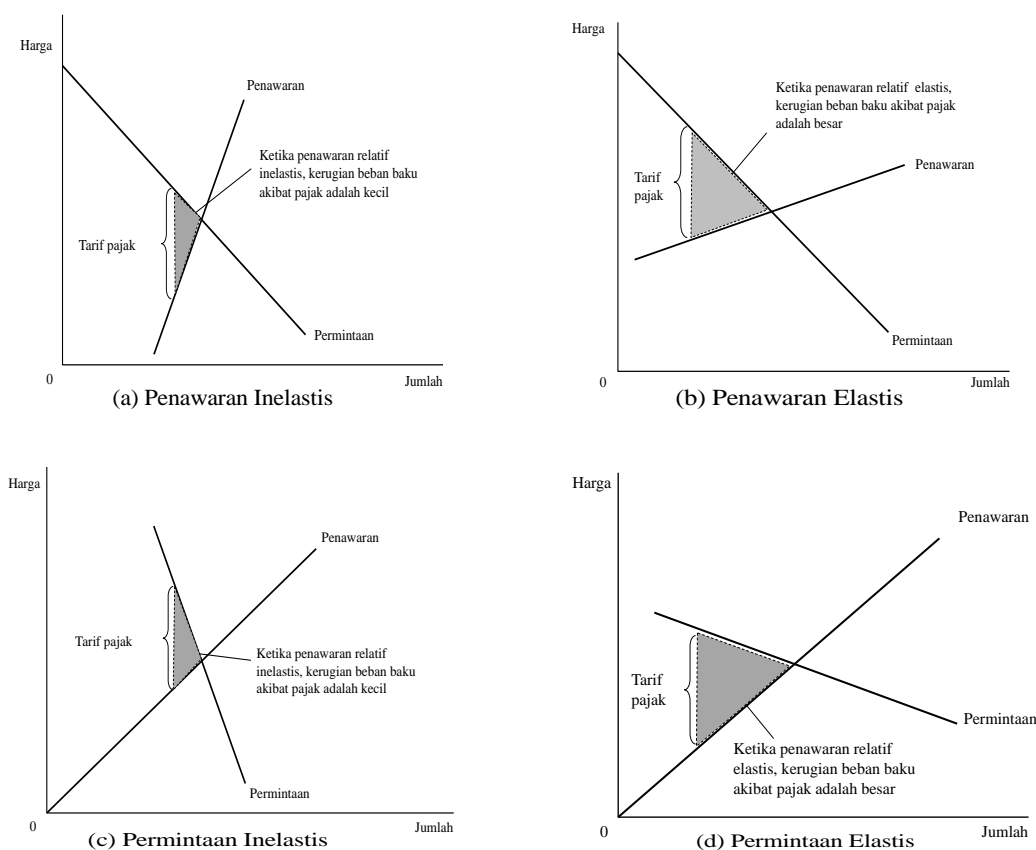 Harga
Penawaran
Ketika penawaran relatif
inelastis, kerugian beban baku
akibat pajak adalah kecil
Tarif pajak
Permintaan
0
Jumlah
(a) Penawaran Inelastis
Harga
Ketika penawaran relatif elastis,
kerugian beban baku akibat pajak
adalah besar
Penawaran
Tarif
pajak
Permintaan
0
Jumlah
(b) Penawaran Elastis
Harga
Penawaran
Tarif pajak
Ketika penawaran relatif
inelastis, kerugian beban baku
akibat pajak adalah kecil
Permintaan
0
Jumlah
(c) Permintaan Inelastis
Harga
Penawaran
Tarif
pajak
Permintaan
Ketika penawaran relatif
elastis, kerugian beban baku
akibat pajak adalah besar
0
Jumlah
(d) Permintaan Elastis